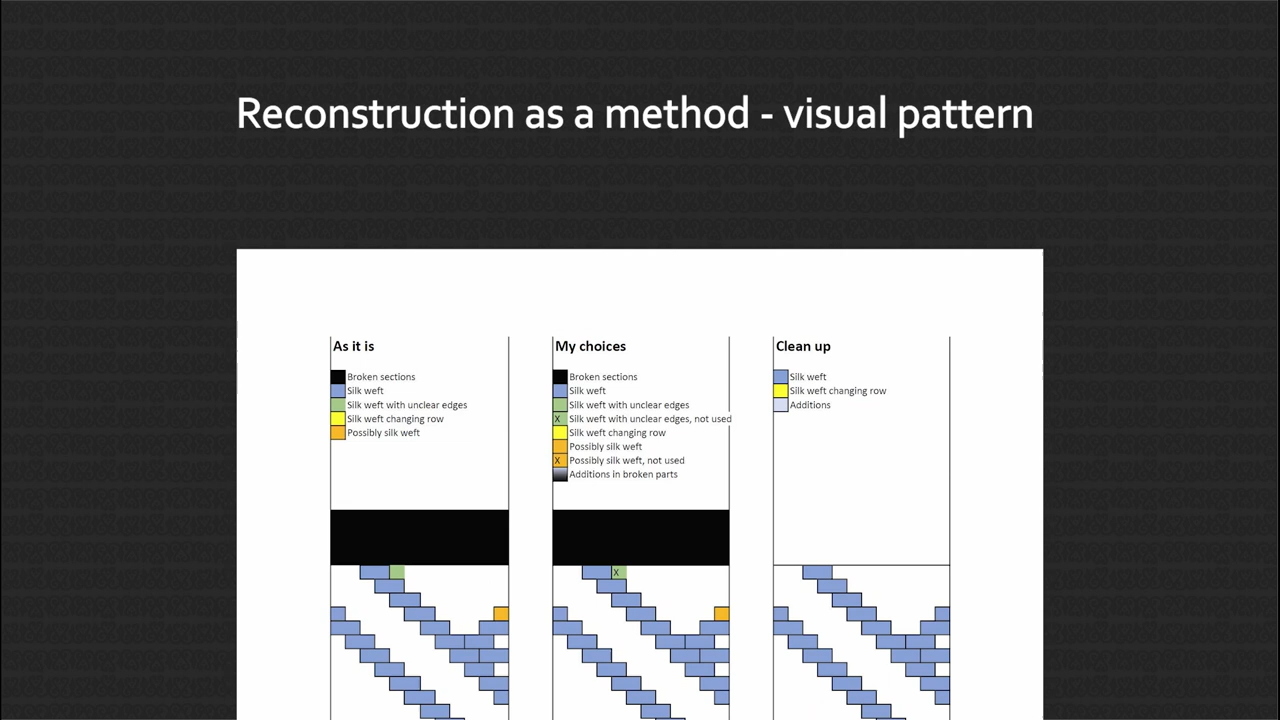 Reconstruction as a method - visual pattern
As it is
Broken sections
Silk weft
Silk weft with unclear edges
Silk weft changing row
Possibly silk weft
My choices
Broken sections
Silk weft
Silk weft with unclear edges
X Silk weft with unclear edges, not used
Silk weft changing row
Possibly silk weft
X Possibly silk weft, not used
Additions in broken parts
X
Clean up
Silk weft
Silk weft changing row
Additions